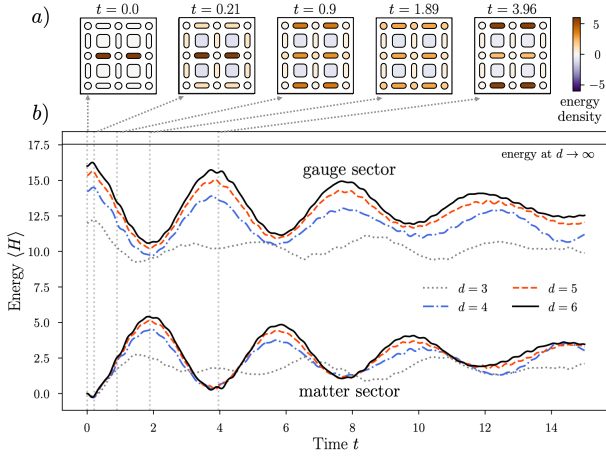 a)
t = 0.0
t = 0.21
t = 0.9
t = 1.89
t = 3.96
5
0
−5
energy
density
b)
17.5
15.0
12.5
10.0
7.5
5.0
2.5
0.0
Energy ⟨H⟩
energy at d → ∞
gauge sector
d = 3
d = 4
d = 5
d = 6
matter sector
0
2
4
6
8
10
12
14
Time t